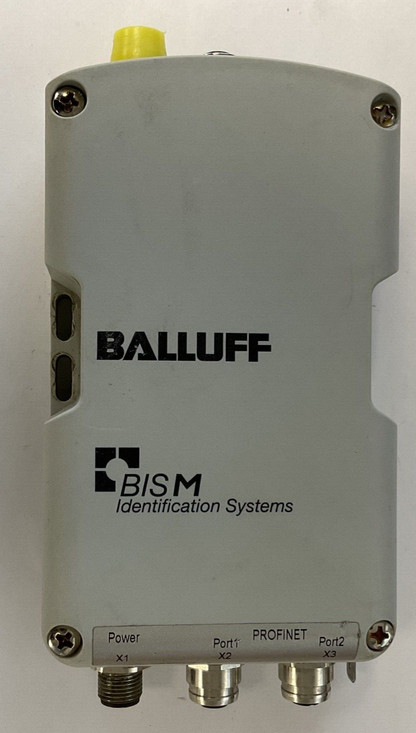 BALLUFF
BIS M
Identification Systems
Power Port1 PROFINET Port2
X1 X2 X3